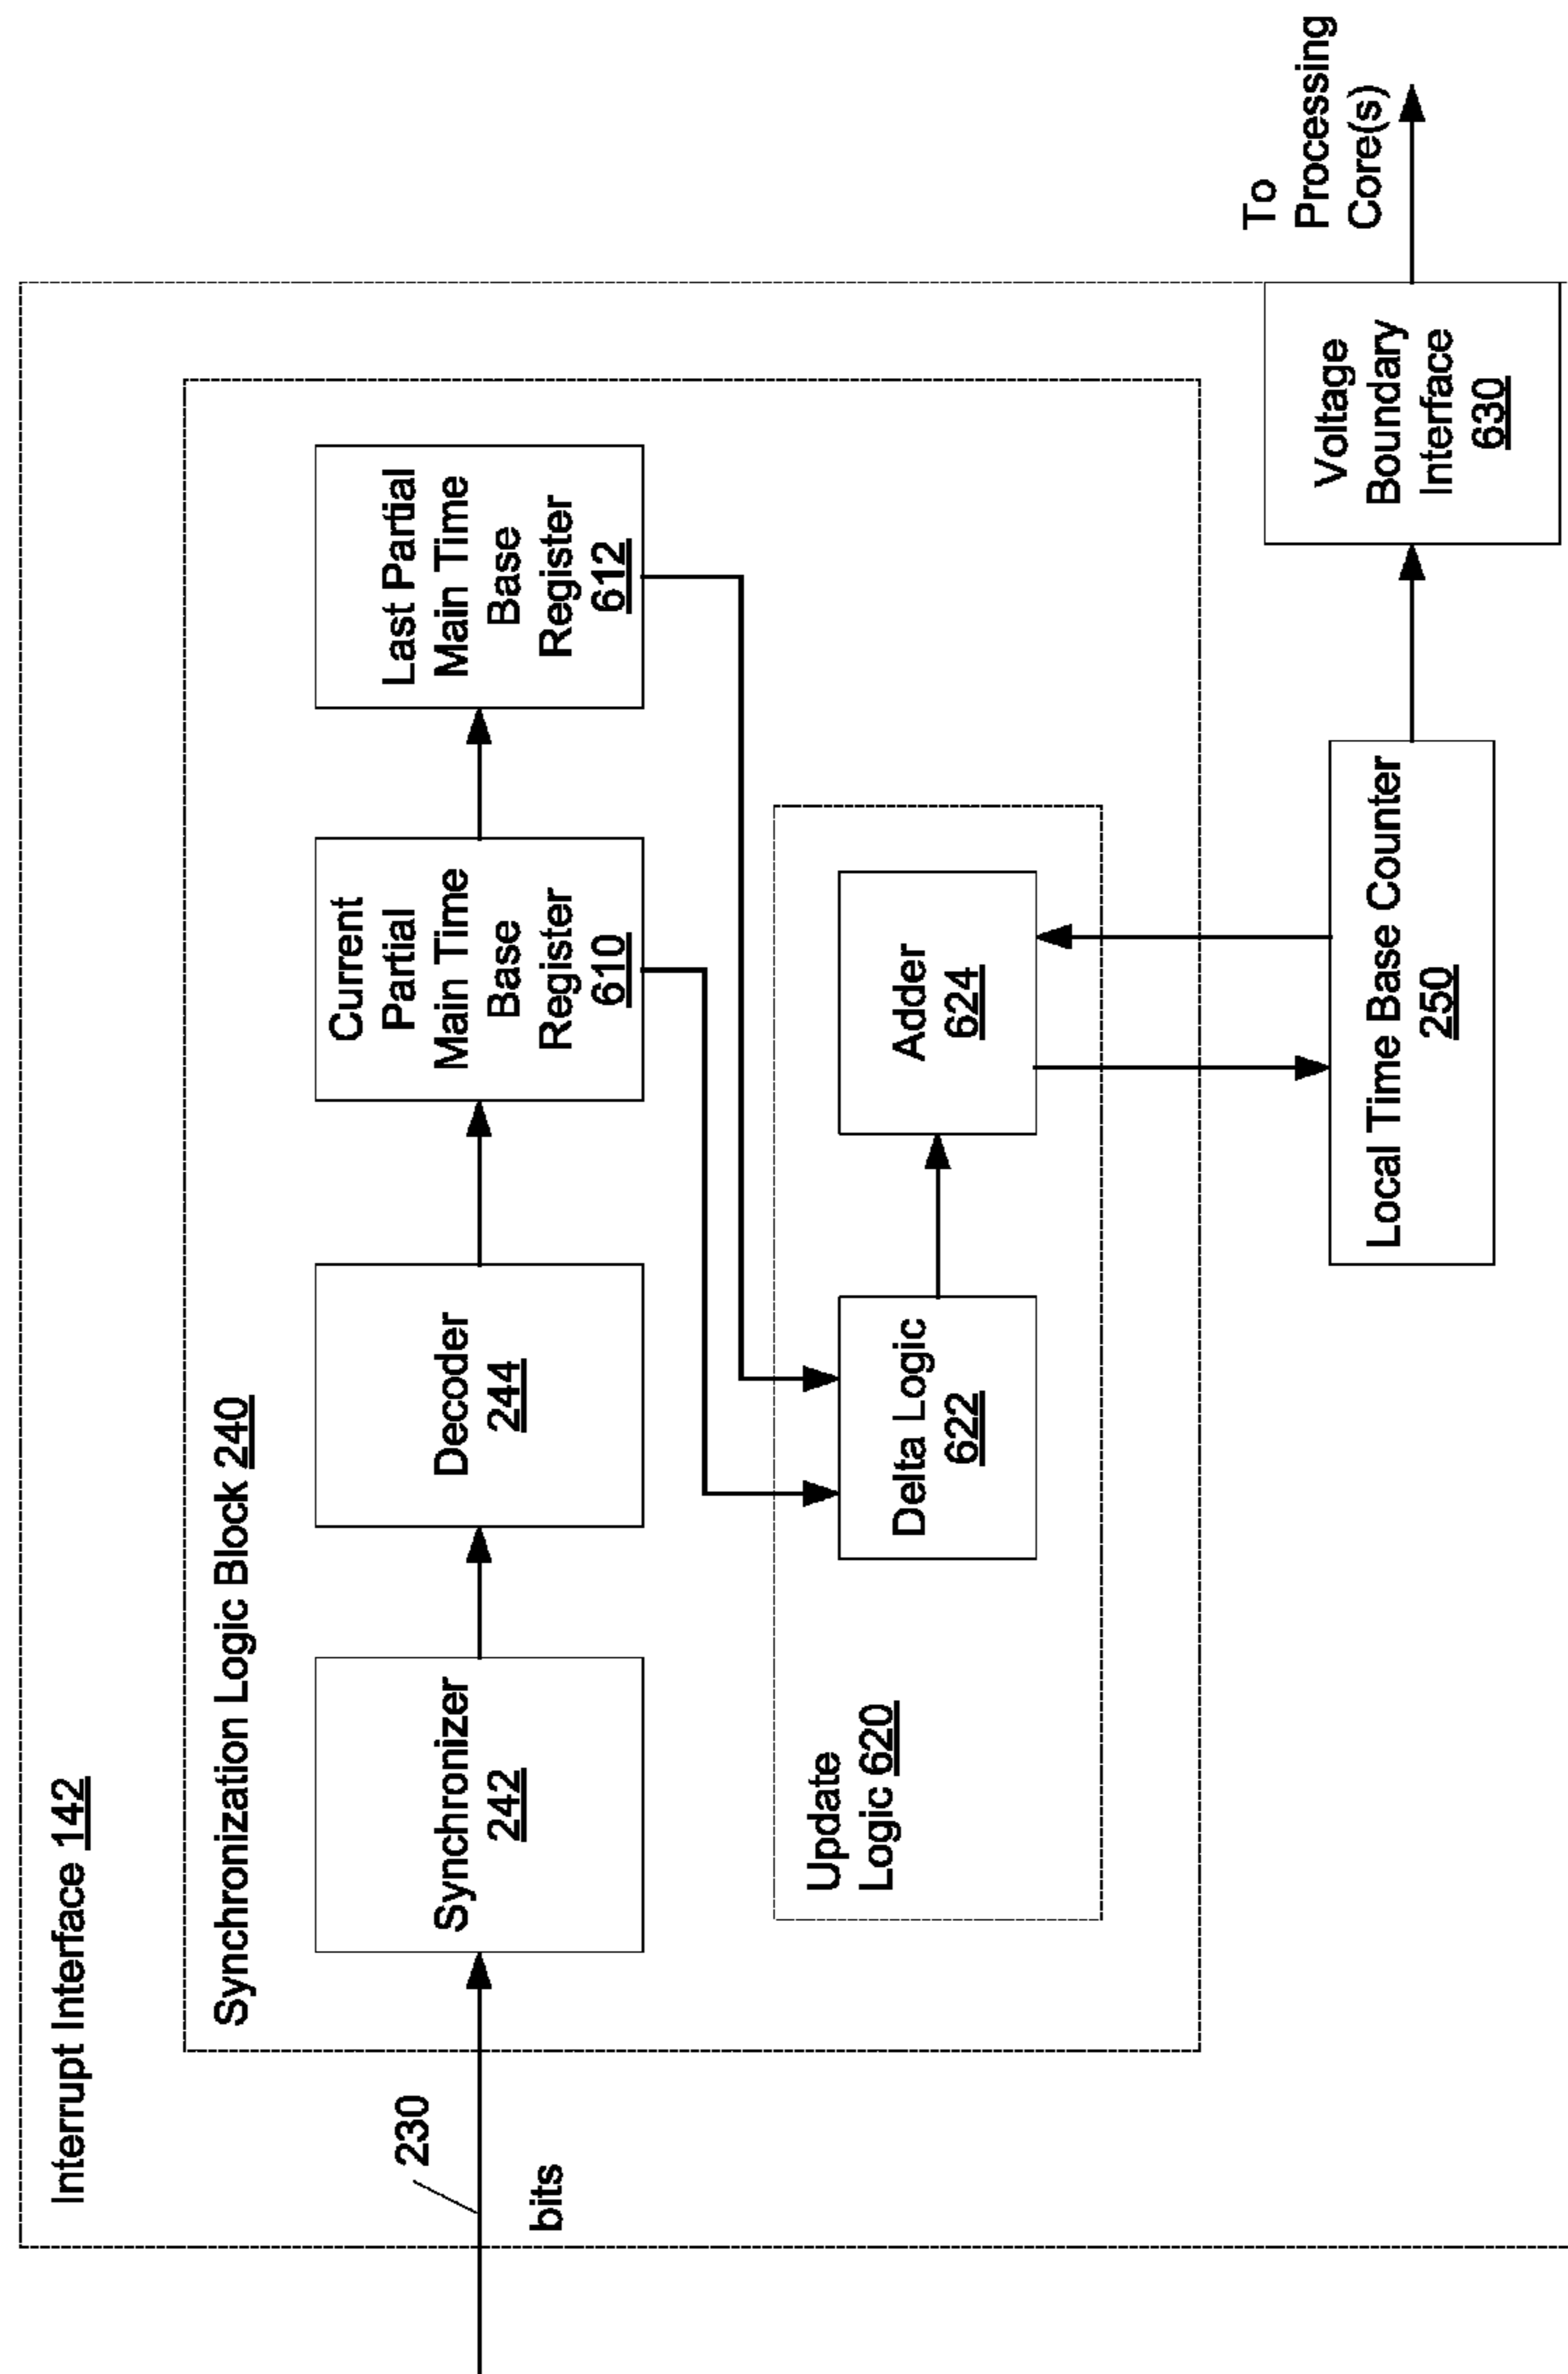 Interrupt Interface 142
Synchronization Logic Block 240
230
bits
Synchronizer
242
Decoder
244
Current
Partial
Main Time
Base
Register
610
Last Partial
Main Time
Base
Register
612
Update
Logic 620
Delta Logic
622
Adder
624
Local Time Base Counter
250
Voltage
Boundary
Interface
630
To
Processing
Core(s)